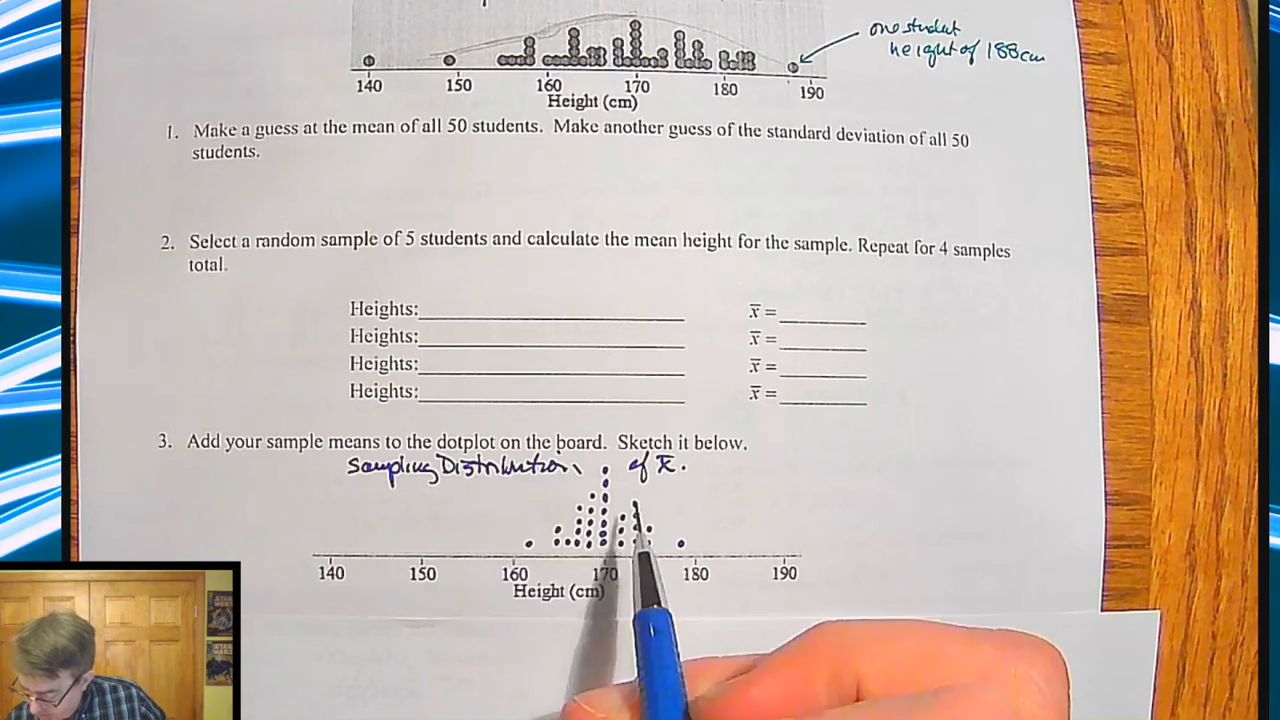 one student
height of 188cm
140 150 160 170 180 190
Height (cm)
1. Make a guess at the mean of all 50 students. Make another guess of the standard deviation of all 50
students.
2. Select a random sample of 5 students and calculate the mean height for the sample. Repeat for 4 samples
total.
Heights: x̅ =
Heights: x̅ =
Heights: x̅ =
Heights: x̅ =
3. Add your sample means to the dotplot on the board. Sketch it below.
Sampling Distribution of x̅.
140 150 160 170 180 190
Height (cm)
STAR
WARS
STAR
WARS